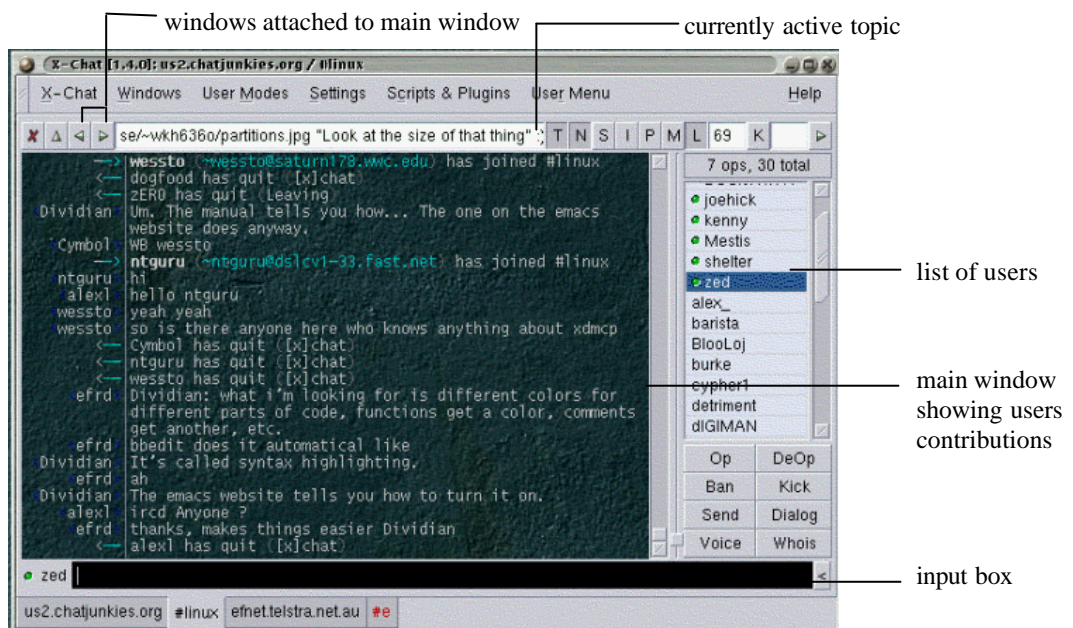 windows attached to main window
currently active topic
X-Chat [1.4.0]: us2.chatjunkies.org / #linux
X-Chat Windows User Modes Settings Scripts & Plugins User Menu Help
se/~wkh636o/partitions.jpg "Look at the size of that thing" T N S I P M L 69 K
7 ops, 30 total
--> wessto (~wessto@saturn178.wwc.edu) has joined #linux
<-- dogfood has quit ([x]chat)
<-- zER0 has quit (Leaving)
Dividian Um. The manual tells you how... The one on the emacs
website does anyway.
Cymbol WB wessto
--> ntguru (~ntguru@dslcv1-33.fast.net) has joined #linux
ntguru hi
alexl hello ntguru
wessto yeah yeah
wessto so is there anyone here who knows anything about xdmcp
<-- Cymbol has quit ([x]chat)
<-- ntguru has quit ([x]chat)
<-- wessto has quit ([x]chat)
efrd Dividian: what i'm looking for is different colors for
different parts of code, functions get a color, comments
get another, etc.
efrd bbedit does it automatical like
Dividian It's called syntax highlighting.
efrd ah
Dividian The emacs website tells you how to turn it on.
alexl ircd Anyone ?
efrd thanks, makes things easier Dividian
<-- alexl has quit ([x]chat)
joehick
kenny
Mestis
shelter
zed
alex_
barista
BlooLoj
burke
cypher1
detriment
dIGIMAN
Op DeOp
Ban Kick
Send Dialog
Voice Whois
list of users
main window
showing users
contributions
input box
zed
<
us2.chatjunkies.org #linux efnet.telstra.net.au #e